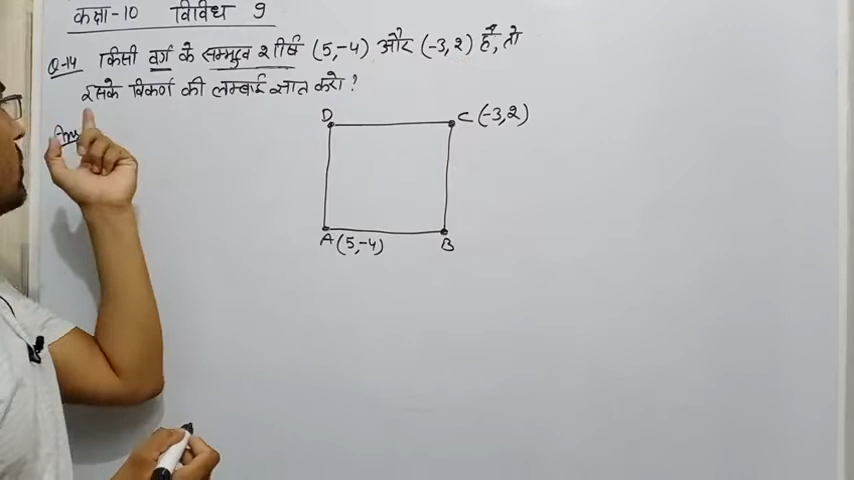 कक्षा-10 विविध 9
Q-14 किसी वर्ग के सम्मुख शीर्ष (5,-4) और (-3,2) है, तो
इसके विकर्ण की लम्बाई ज्ञात करो?
Ans
D C (-3,2)
A (5,-4) B